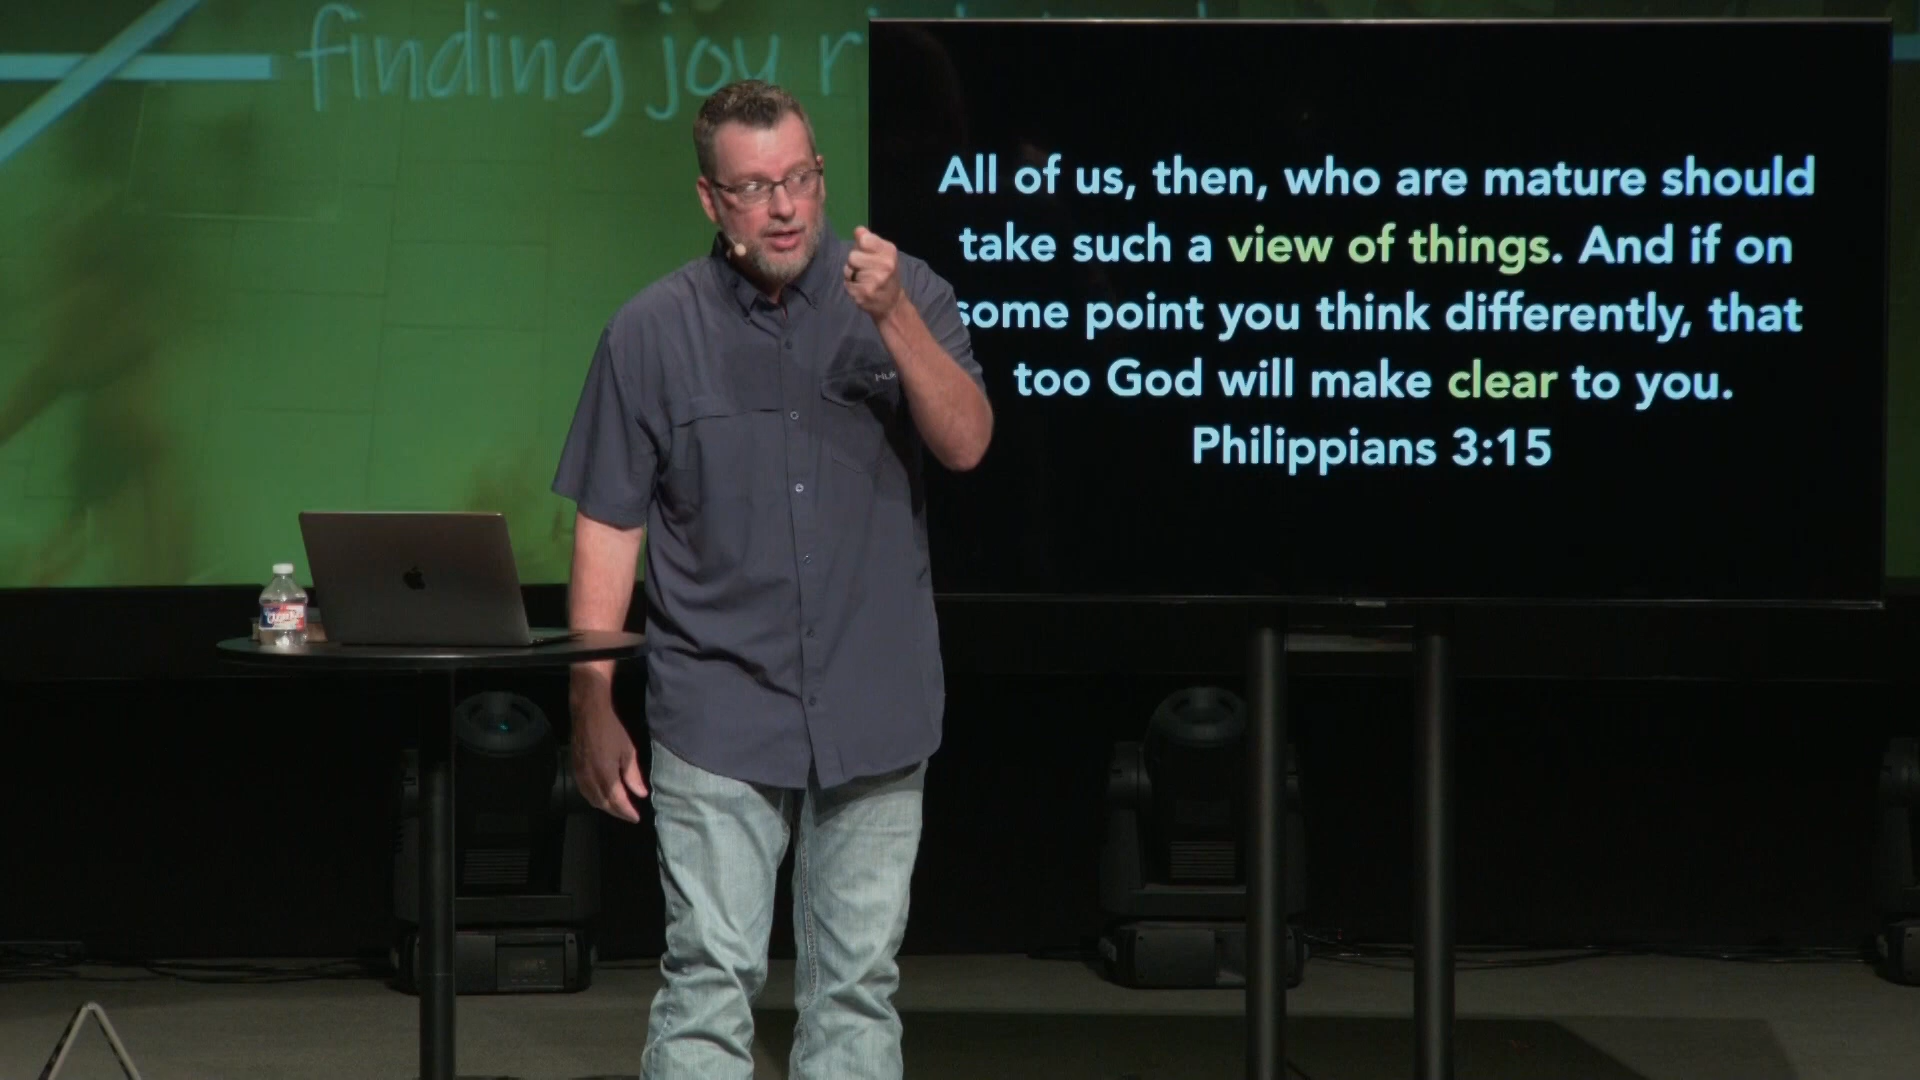 finding joy
All of us, then, who are mature should
take such a view of things. And if on
some point you think differently, that
too God will make clear to you.
Philippians 3:15